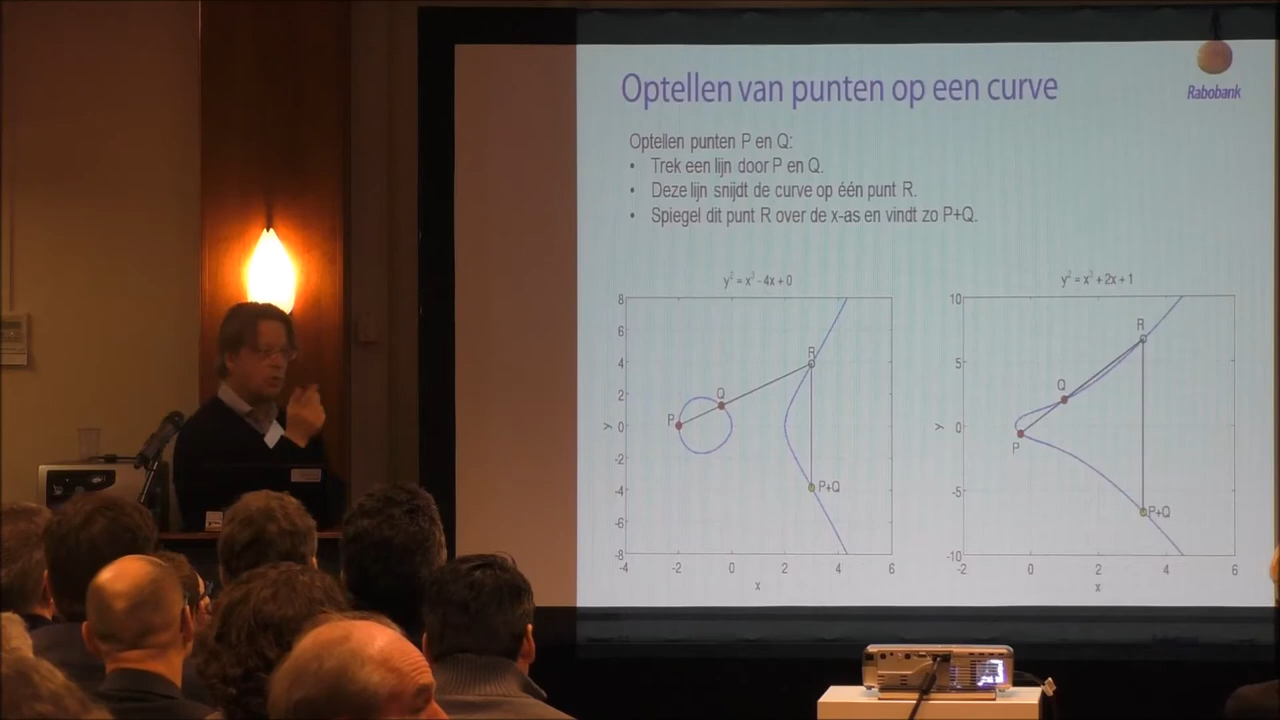 Optellen van punten op een curve
Rabobank
Optellen punten P en Q:
• Trek een lijn door P en Q.
• Deze lijn snijdt de curve op één punt R.
• Spiegel dit punt R over de x-as en vindt zo P+Q.
y² = x³ - 4x + 0
8
6
4
2
0
-2
-4
-6
-8
-4 -2 0 2 4 6
x
y
P
Q
R
P+Q
y² = x³ + 2x + 1
10
5
0
-5
-10
-2 0 2 4 6
x
y
P
Q
R
P+Q